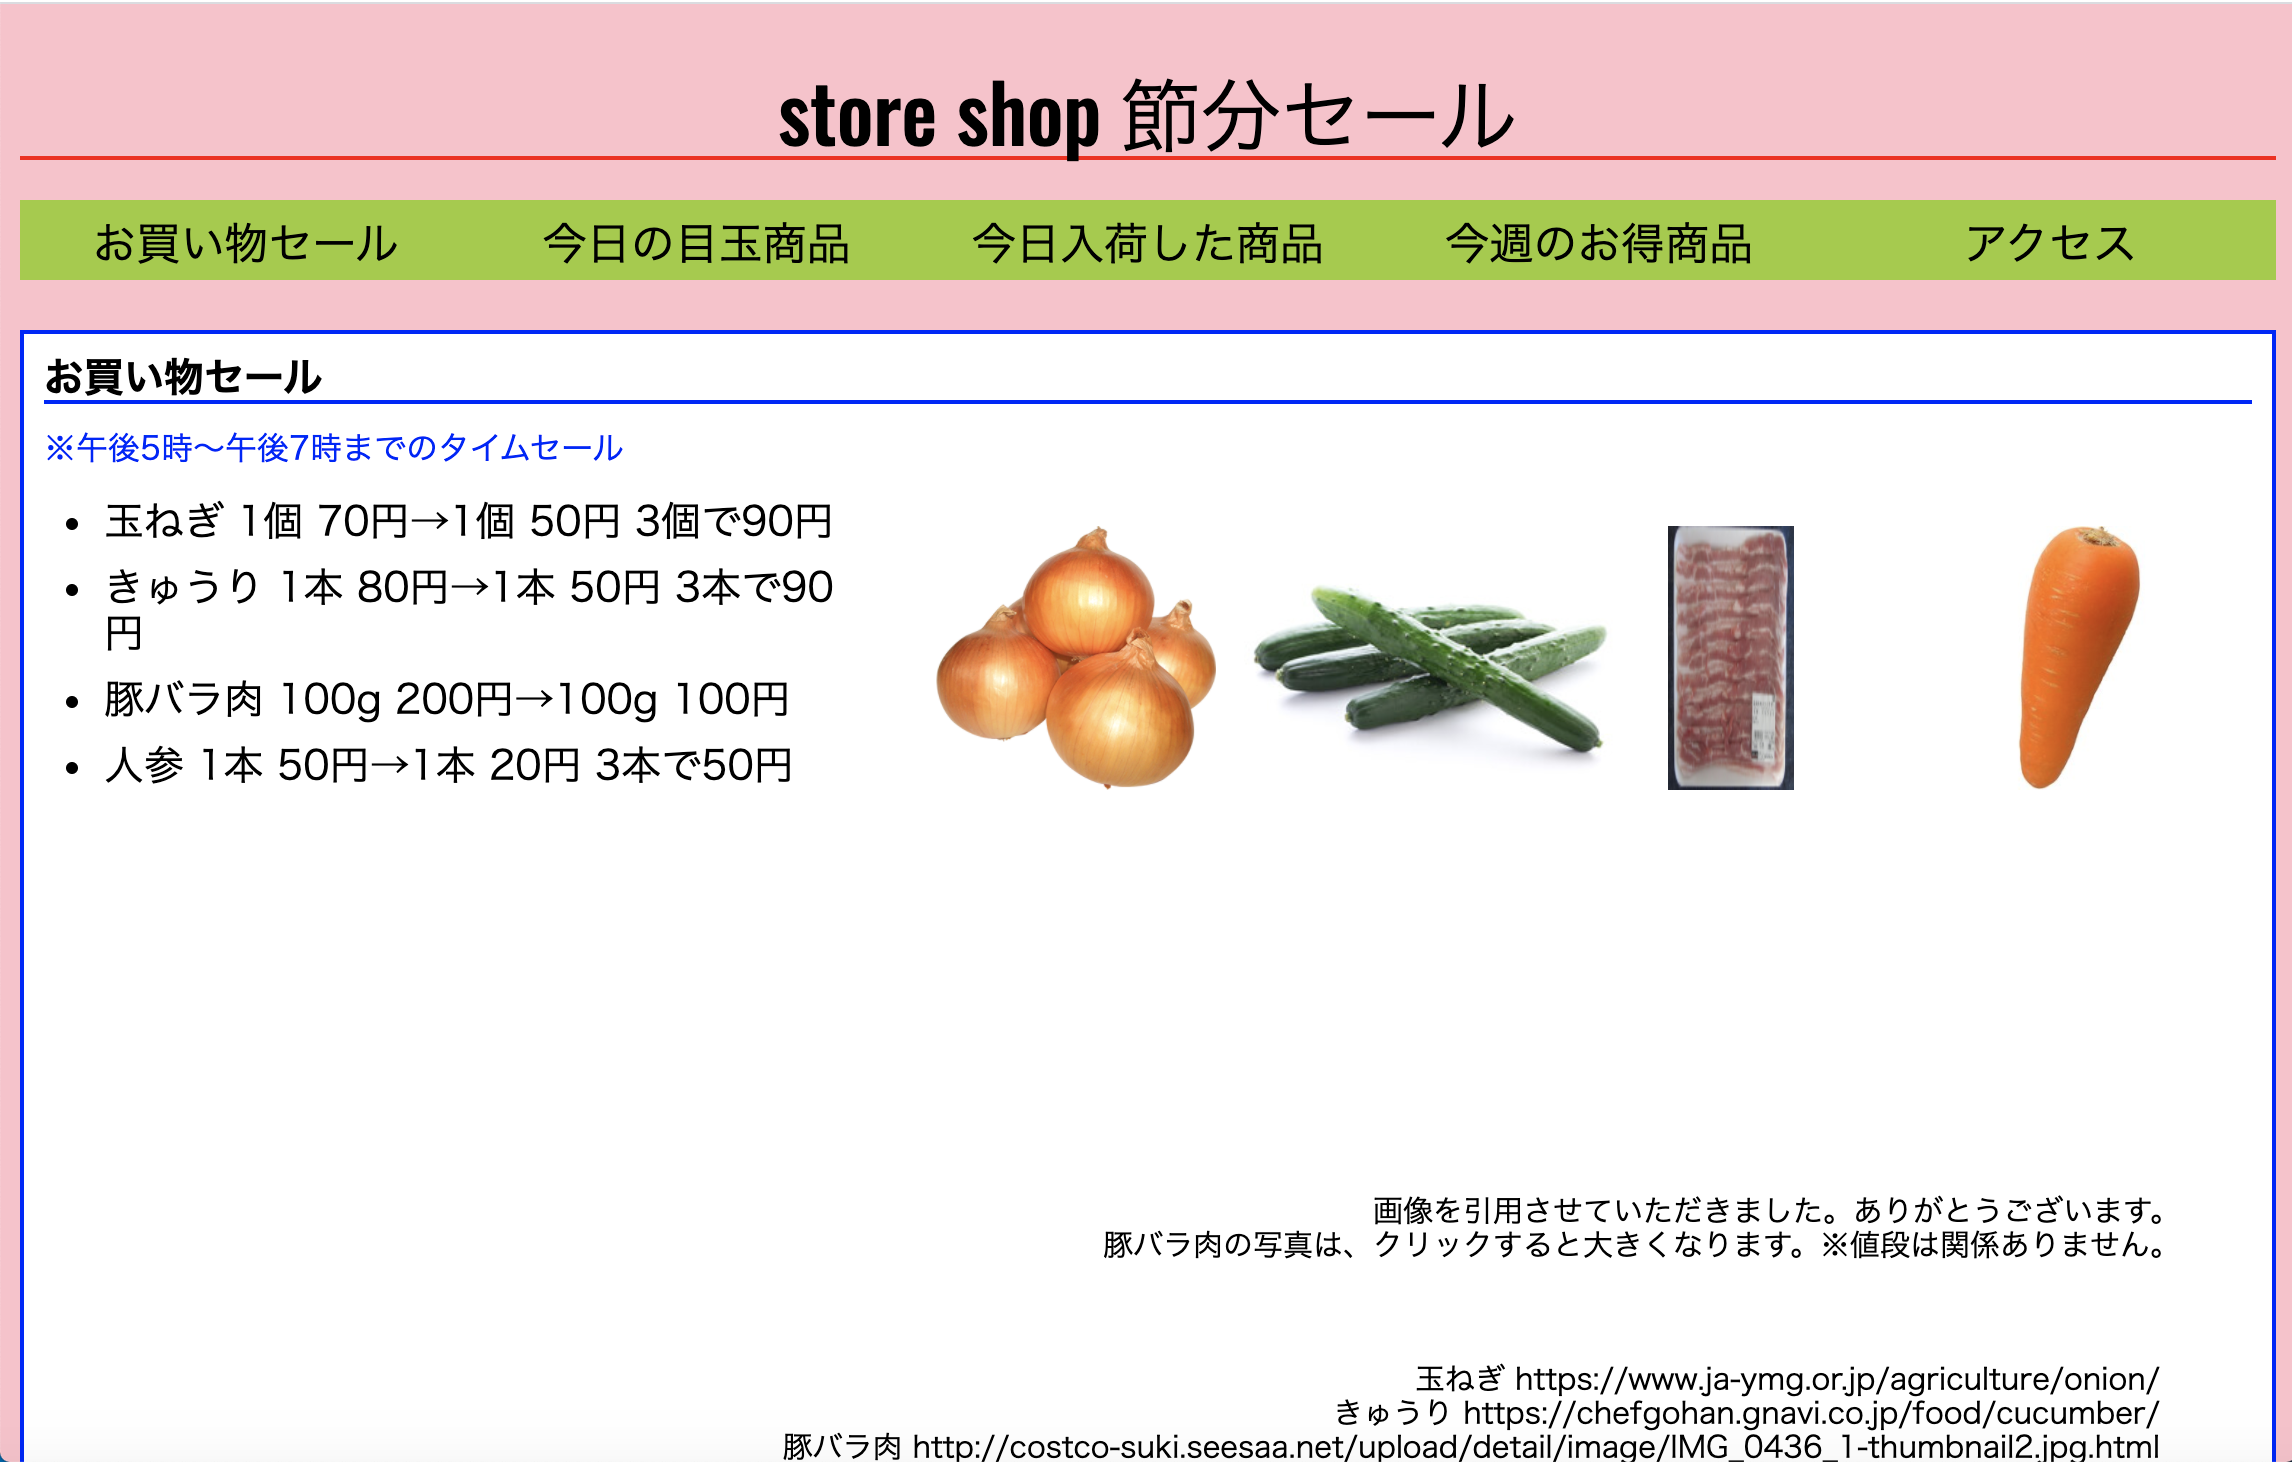 store shop 節分セール
お買い物セール 今日の目玉商品 今日入荷した商品 今週のお得商品 アクセス
お買い物セール
※午後5時～午後7時までのタイムセール
• 玉ねぎ 1個 70円→1個 50円 3個で90円
• きゅうり 1本 80円→1本 50円 3本で90
円
• 豚バラ肉 100g 200円→100g 100円
• 人参 1本 50円→1本 20円 3本で50円
画像を引用させていただきました。ありがとうございます。
豚バラ肉の写真は、クリックすると大きくなります。※値段は関係ありません。
玉ねぎ https://www.ja-ymg.or.jp/agriculture/onion/
きゅうり https://chefgohan.gnavi.co.jp/food/cucumber/
豚バラ肉 http://costco-suki.seesaa.net/upload/detail/image/IMG_0436_1-thumbnail2.jpg.html